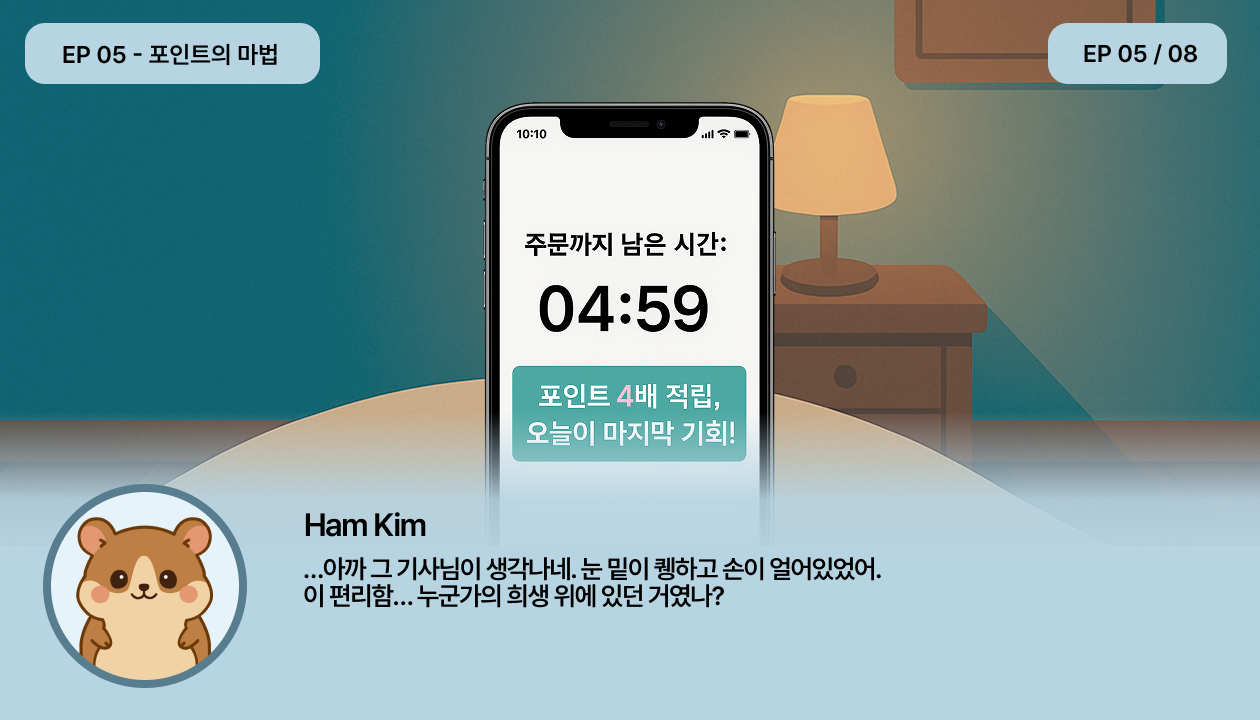 EP 05 - 포인트의 마법
EP 05 / 08
10:10
주문까지 남은 시간:
04:59
포인트 4배 적립,
오늘이 마지막 기회!
Ham Kim
...아까 그 기사님이 생각나네. 눈 밑이 퀭하고 손이 얼어있었어.
이 편리함... 누군가의 희생 위에 있던 거였나?